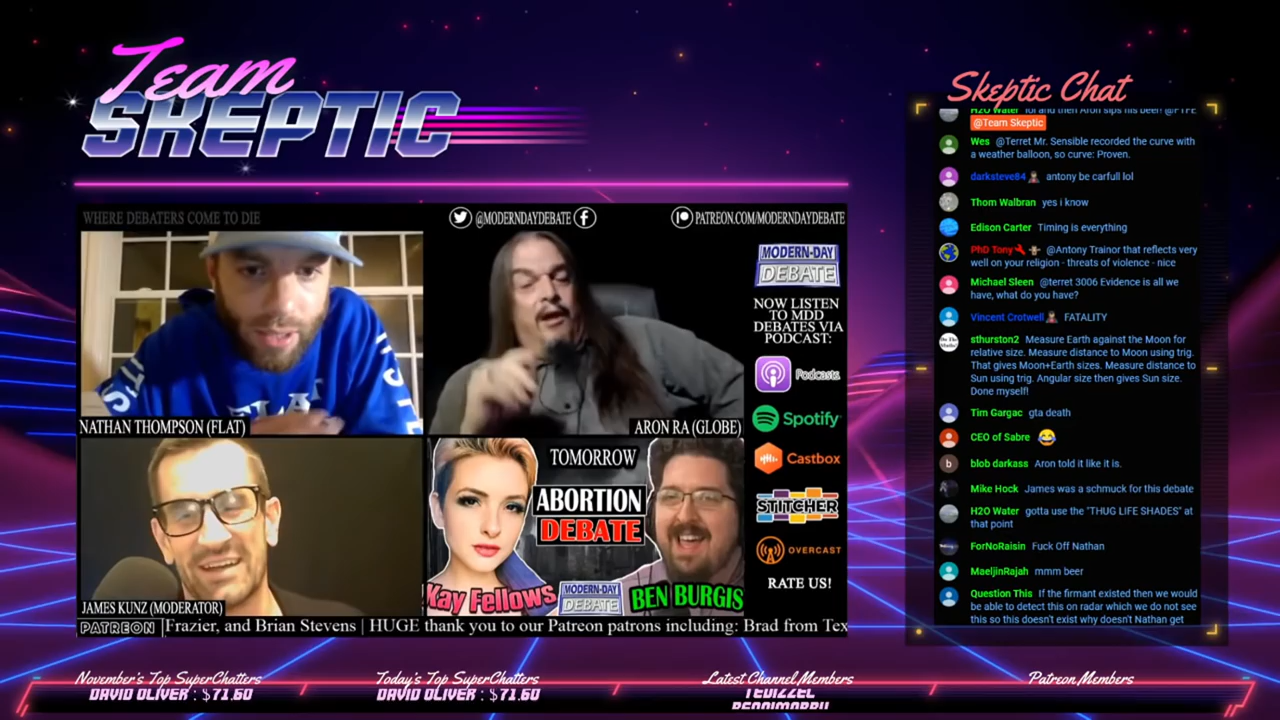 Team
SKEPTIC
WHERE DEBATERS COME TO DIE
@MODERNDAYDEBATE
PATREON.COM/MODERNDAYDEBATE
NATHAN THOMPSON (FLAT)
ARON RA (GLOBE)
JAMES KUNZ (MODERATOR)
TOMORROW
ABORTION
DEBATE
Kay Fellows
MODERN-DAY
DEBATE
BEN BURGIS
MODERN-DAY
DEBATE
NOW LISTEN
TO MDD
DEBATES VIA
PODCAST:
Podcasts
Spotify
Castbox
STITCHER
OVERCAST
RATE US!
PATREON
Frazier, and Brian Stevens | HUGE thank you to our Patreon patrons including: Brad from Tex
Skeptic Chat
H2O Water lol and then Aron sips his beer! @FTFE
@Team Skeptic
Wes @Terret Mr. Sensible recorded the curve with
a weather balloon, so curve: Proven.
darksteve84 antony be carfull lol
Thom Walbran yes i know
Edison Carter Timing is everything
PhD Tony @Antony Trainor that reflects very
well on your religion - threats of violence - nice
Michael Sleen @terret 3006 Evidence is all we
have, what do you have?
Vincent Crotwell FATALITY
sthurston2 Measure Earth against the Moon for
relative size. Measure distance to Moon using trig.
That gives Moon+Earth sizes. Measure distance to
Sun using trig. Angular size then gives Sun size.
Done myself!
Tim Gargac gta death
CEO of Sabre 😂
b
blob darkass Aron told it like it is.
Mike Hock James was a schmuck for this debate
H2O Water gotta use the "THUG LIFE SHADES" at
that point
ForNoRaisin Fuck Off Nathan
MaeljinRajah mmm beer
Question This If the firmant existed then we would
be able to detect this on radar which we do not see
this so this doesn't exist why doesn't Nathan get
November's Top SuperChatters
DAVID OLIVER : $71.60
Today's Top SuperChatters
DAVID OLIVER : $71.60
Latest Channel Members
Patreon Members